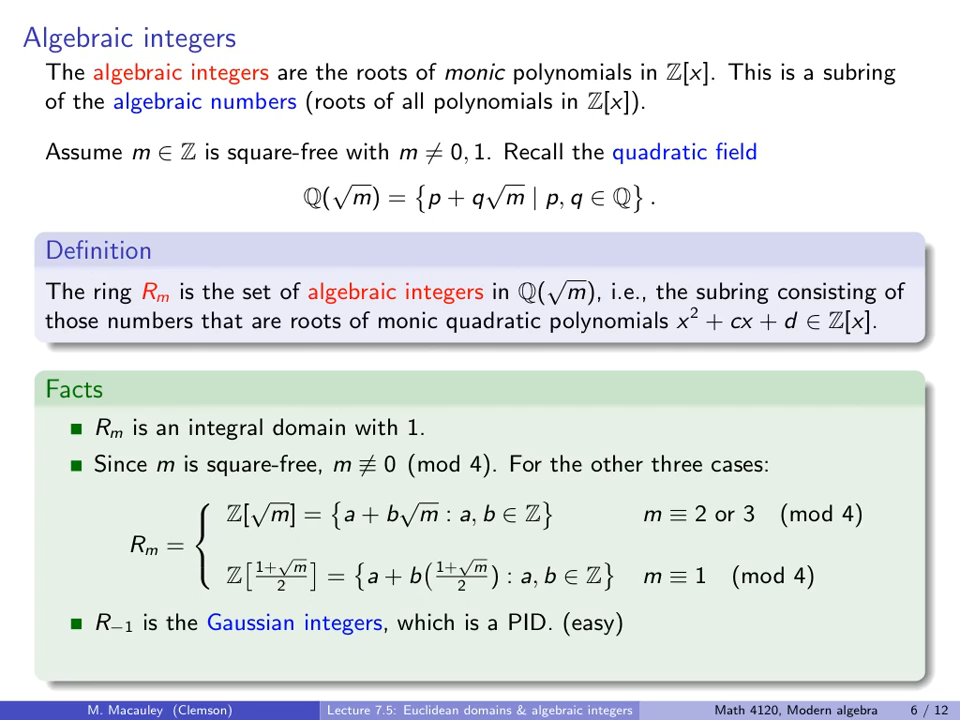 Algebraic integers
The algebraic integers are the roots of monic polynomials in ℤ[x]. This is a subring
of the algebraic numbers (roots of all polynomials in ℤ[x]).
Assume m ∈ ℤ is square-free with m ≠ 0, 1. Recall the quadratic field
ℚ(√m) = {p + q√m | p, q ∈ ℚ} .
Definition
The ring Rₘ is the set of algebraic integers in ℚ(√m), i.e., the subring consisting of
those numbers that are roots of monic quadratic polynomials x² + cx + d ∈ ℤ[x].
Facts
■ Rₘ is an integral domain with 1.
■ Since m is square-free, m ≢ 0 (mod 4). For the other three cases:
Rₘ = { ℤ[√m] = {a + b√m : a, b ∈ ℤ} m ≡ 2 or 3 (mod 4)
ℤ[(1+√m)/2] = {a + b((1+√m)/2) : a, b ∈ ℤ} m ≡ 1 (mod 4)
■ R₋₁ is the Gaussian integers, which is a PID. (easy)
M. Macauley (Clemson) Lecture 7.5: Euclidean domains & algebraic integers Math 4120, Modern algebra 6 / 12